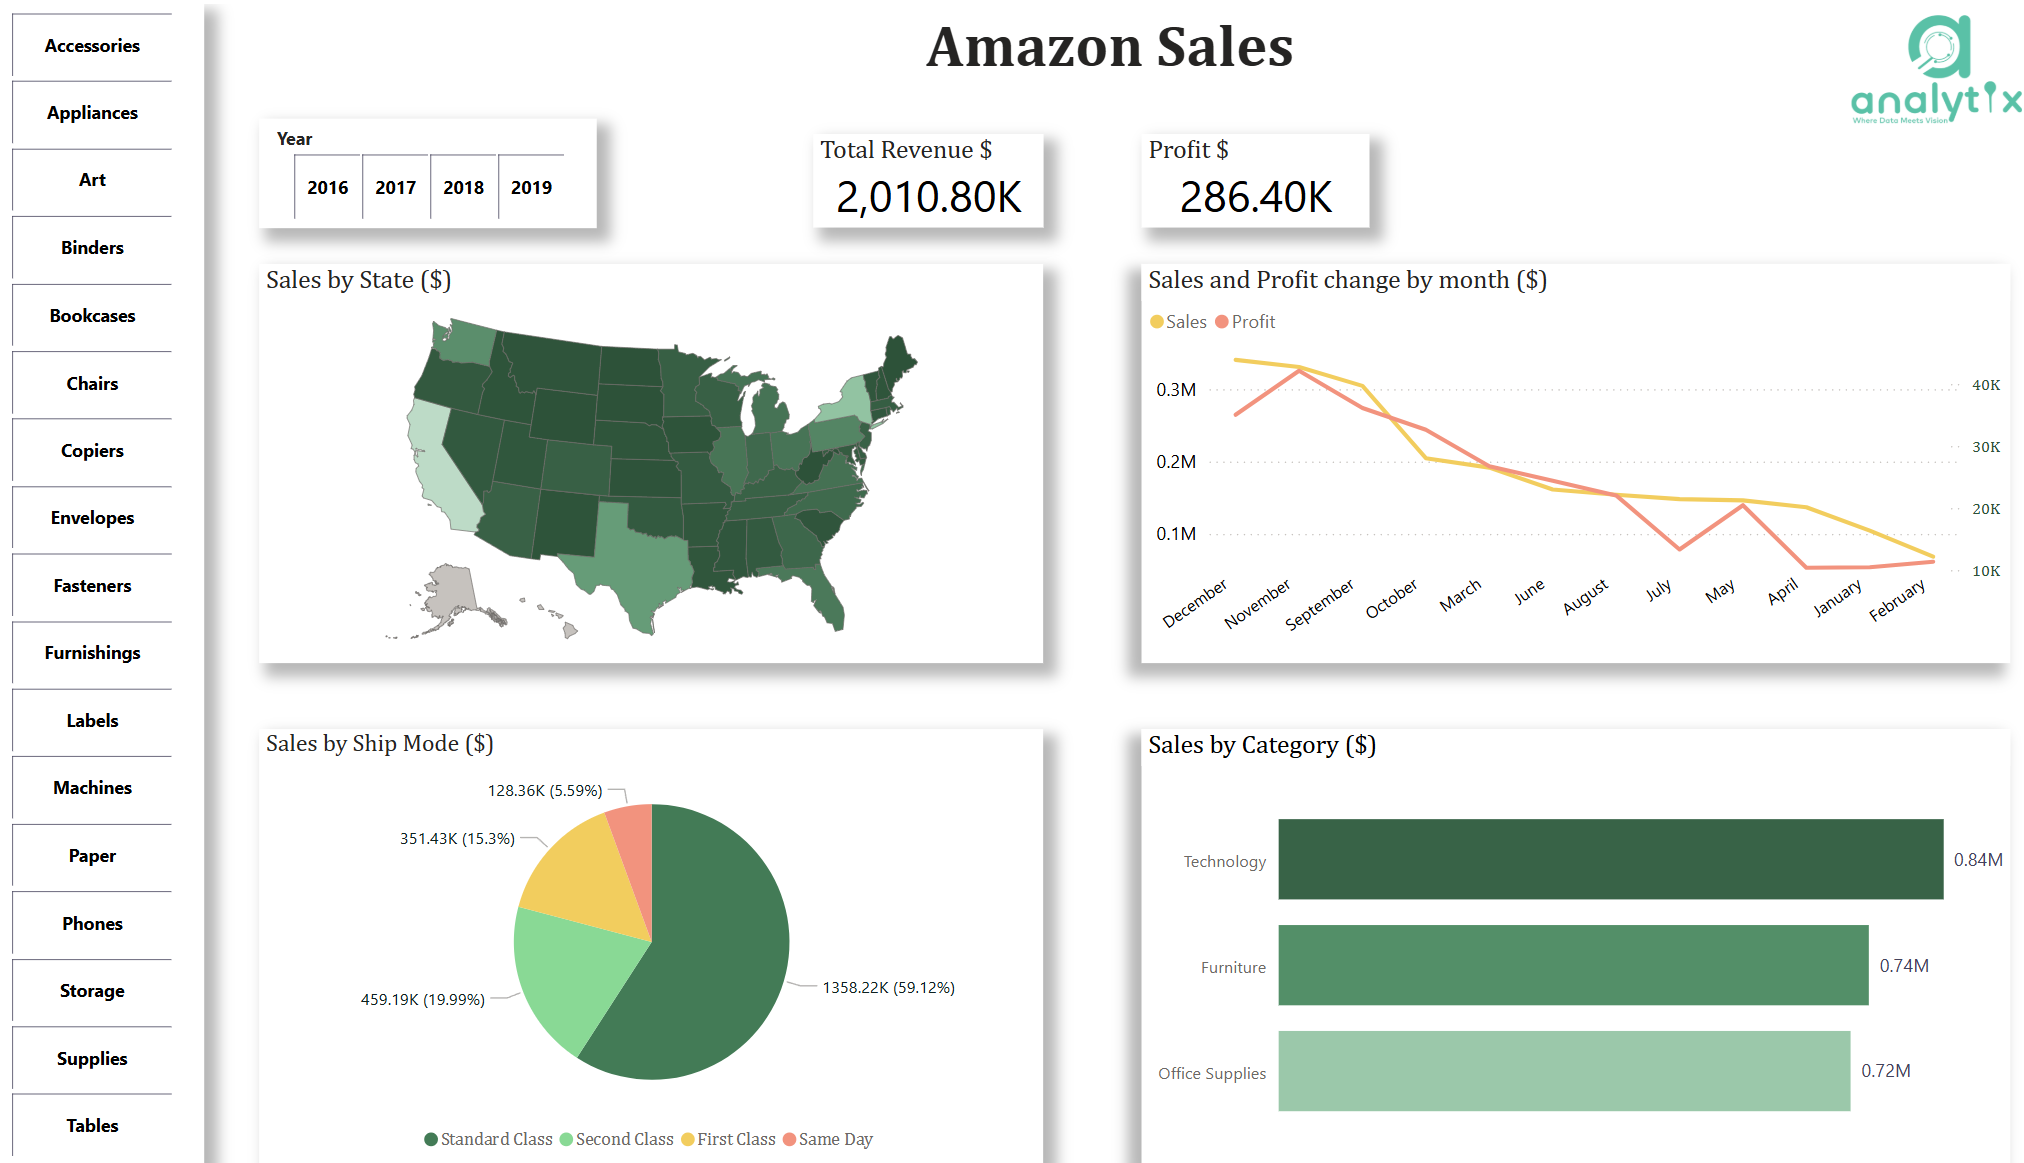 Amazon Sales
analytix
Where Data Meets Vision
Accessories
Appliances
Art
Binders
Bookcases
Chairs
Copiers
Envelopes
Fasteners
Furnishings
Labels
Machines
Paper
Phones
Storage
Supplies
Tables
Year
2016 2017 2018 2019
Total Revenue $
2,010.80K
Profit $
286.40K
Sales by State ($)
Sales and Profit change by month ($)
Sales Profit
0.3M
0.2M
0.1M
40K
30K
20K
10K
December November September October March June August July May April January February
Sales by Ship Mode ($)
128.36K (5.59%)
351.43K (15.3%)
459.19K (19.99%)
1358.22K (59.12%)
Standard Class Second Class First Class Same Day
Sales by Category ($)
Technology 0.84M
Furniture 0.74M
Office Supplies 0.72M